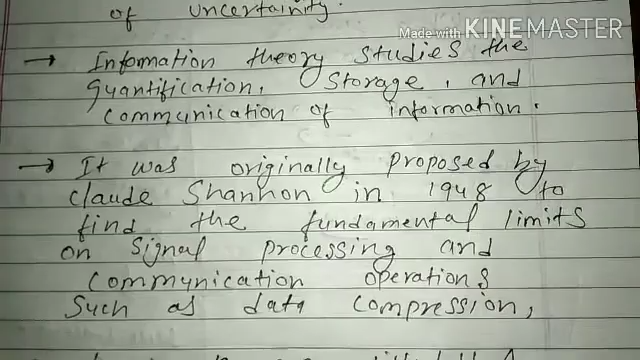 of uncertainty.
Made with KINEMASTER
→ Information theory studies the
quantification, storage, and
communication of information.
→ It was originally proposed by
Claude Shannon in 1948 to
find the fundamental limits
on signal processing and
communication operations
such as data compression,